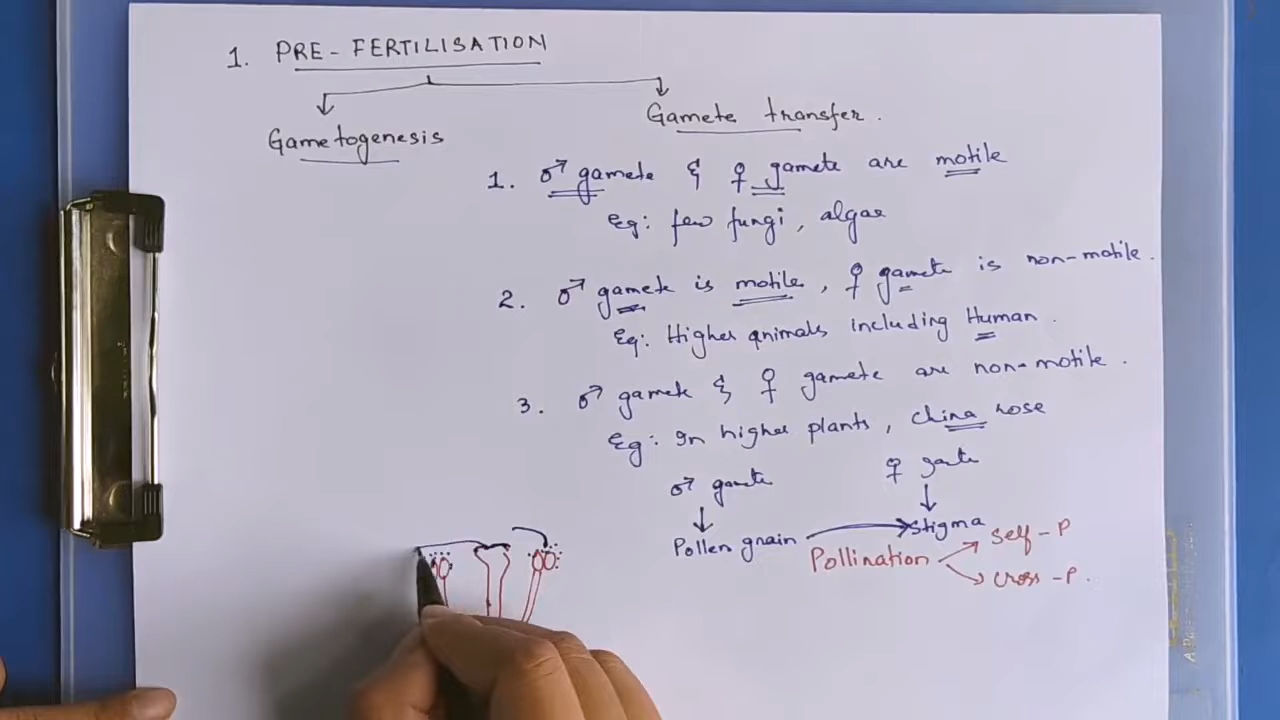 1. PRE - FERTILISATION
Gametogenesis
Gamete transfer.
1. ♂ gamete & ♀ gamete are motile
Eg: few fungi, algae
2. ♂ gamete is motile, ♀ gamete is non-motile.
Eg: Higher animals including Human.
3. ♂ gamete & ♀ gamete are non-motile.
Eg: In higher plants, china rose
♂ gamete
♀ gamete
Pollen grain
Stigma
Pollination
Self - P
Cross - P.